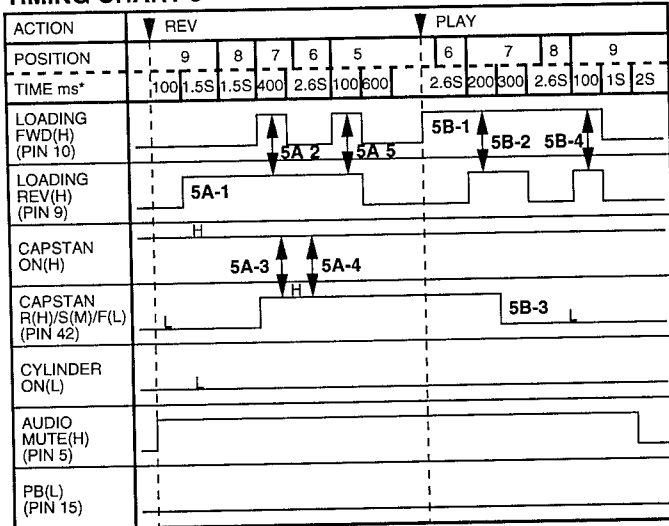 ACTION REV PLAY
POSITION 9 8 7 6 5 6 7 8 9
TIME ms* 100 1.5S 1.5S 400 2.6S 100 600 2.6S 200 300 2.6S 100 1S 2S
LOADING
FWD(H)
(PIN 10)
5A 2 5A 5 5B-1 5B-2 5B-4
LOADING
REV(H)
(PIN 9)
5A-1
CAPSTAN
ON(H)
H
5A-3 5A-4
CAPSTAN
R(H)/S(M)/F(L)
(PIN 42)
L H 5B-3 L
CYLINDER
ON(L)
L
AUDIO
MUTE(H)
(PIN 5)
PB(L)
(PIN 15)